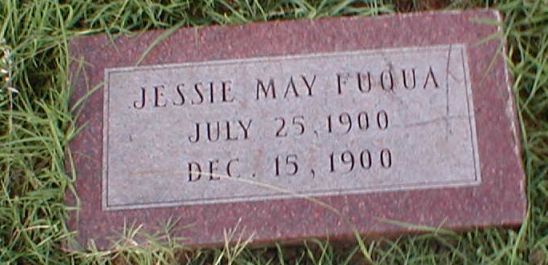 JESSIE MAY FUQUA
JULY 25, 1900
DEC. 15, 1900